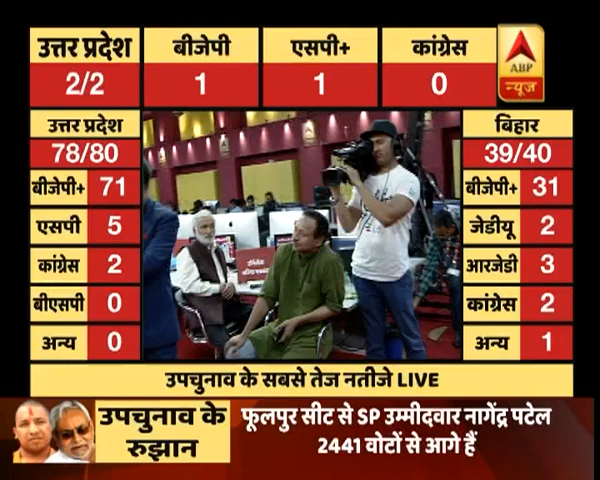 उत्तर प्रदेश बीजेपी एसपी+ कांग्रेस
2/2 1 1 0
ABP
न्यूज़
उत्तर प्रदेश
78/80
बीजेपी+ 71
एसपी 5
कांग्रेस 2
बीएसपी 0
अन्य 0
बिहार
39/40
बीजेपी+ 31
जेडीयू 2
आरजेडी 3
कांग्रेस 2
अन्य 1
उपचुनाव के सबसे तेज नतीजे LIVE
उपचुनाव के
रुझान
फूलपुर सीट से SP उम्मीदवार नागेंद्र पटेल
2441 वोटों से आगे हैं